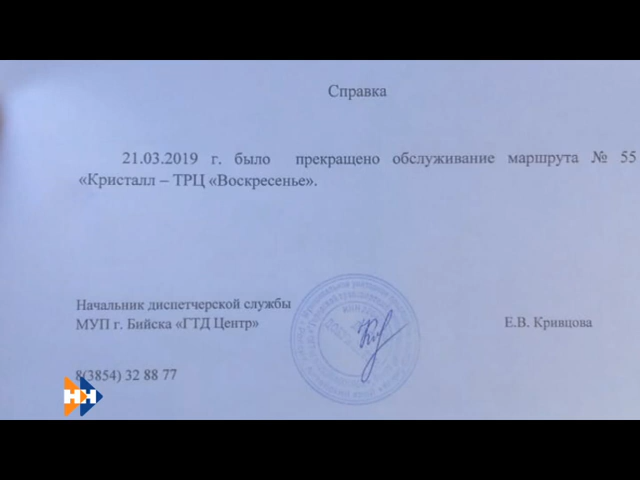 Справка
21.03.2019 г. было прекращено обслуживание маршрута № 55
«Кристалл – ТРЦ «Воскресенье».
Начальник диспетчерской службы
МУП г. Бийска «ГТД Центр»
Е.В. Кривцова
8(3854) 32 88 77
НН